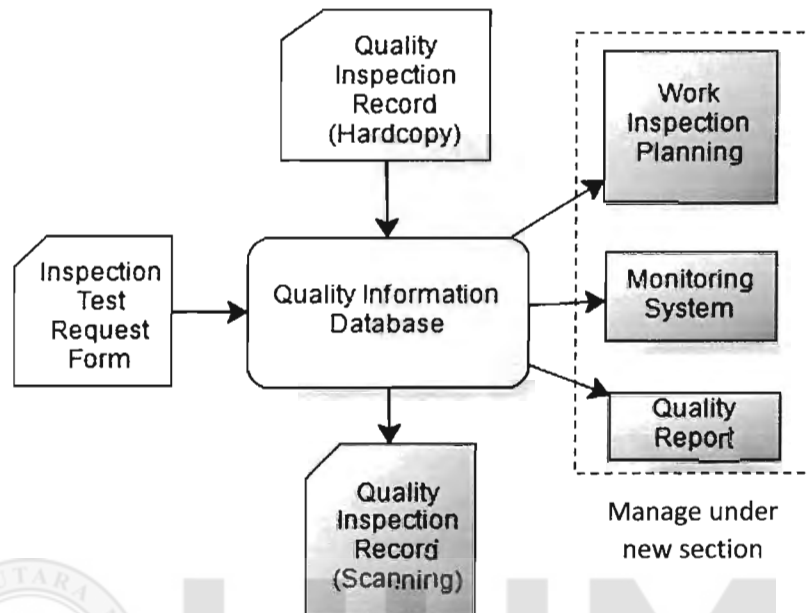 Quality
Inspection
Record
(Hardcopy)
Work
Inspection
Planning
Inspection
Test
Request
Form
Quality Information
Database
Monitoring
System
Quality
Report
Quality
Inspection
Record
(Scanning)
Manage under
new section
UTARA